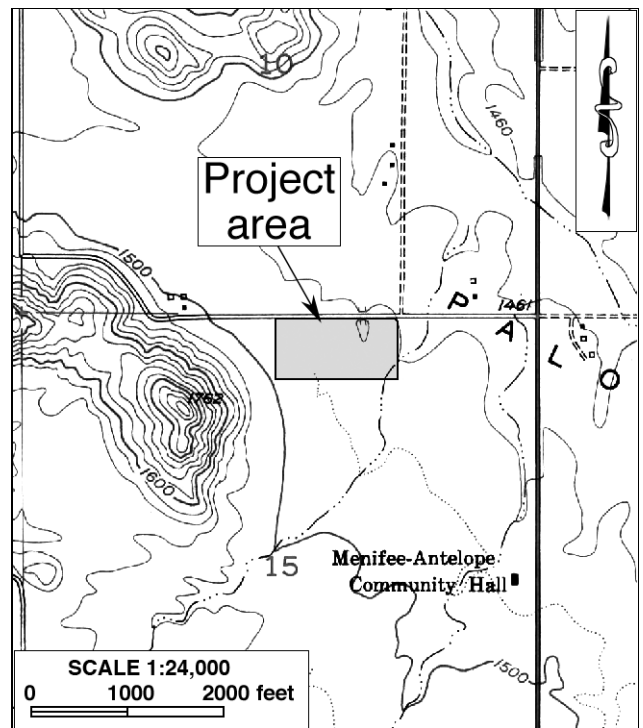 10
1460
Project
area
1500
P A L O
1461
1762
1600
15
Menifee-Antelope
Community Hall
1500
SCALE 1:24,000
0 1000 2000 feet